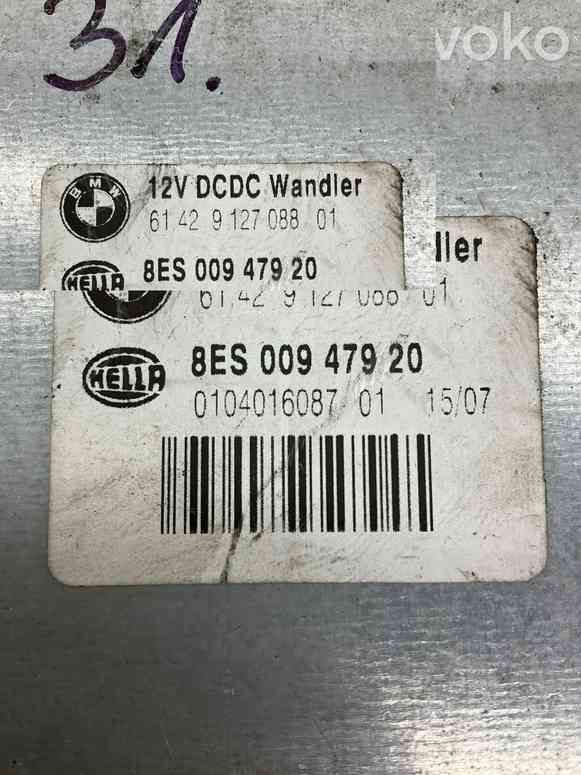 31.
voko
BMW
12V DCDC Wandler
61 42 9 127 088 01
HELLA
8ES 009 479 20
ller
61 42 9 127 088 01
HELLA
8ES 009 479 20
0104016087 01 15/07